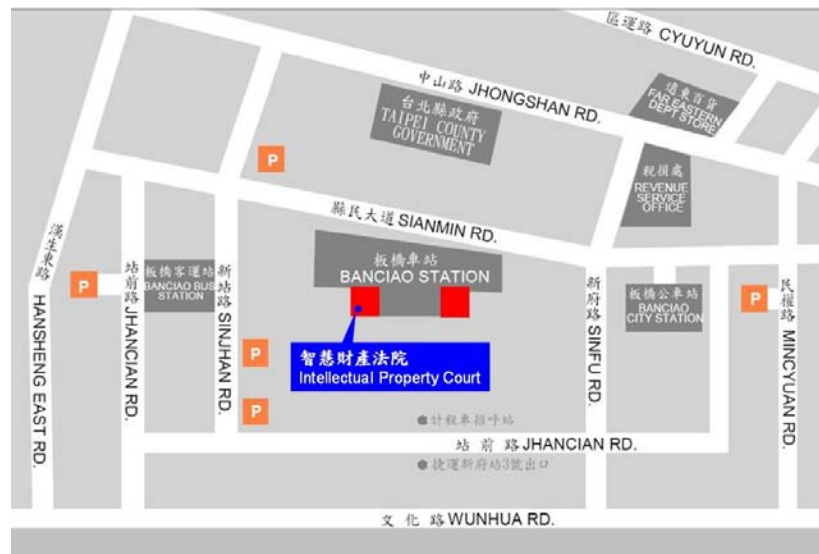 區運路 CYUYUN RD.
中山路 JHONGSHAN RD.
遠東百貨
FAR EASTERN
DEPT STORE
台北縣政府
TAIPEI COUNTY
GOVERNMENT
P
稅捐處
REVENUE
SERVICE
OFFICE
縣民大道 SIANMIN RD.
漢生東路 HANSHENG EAST RD.
站前路 JHANCIAN RD.
板橋客運站
BANCIAO BUS
STATION
新站路 SINJHAN RD.
板橋車站
BANCIAO STATION
新府路 SINFU RD.
板橋公車站
BANCIAO
CITY STATION
民權路 MINCYUAN RD.
P
P
P
P
智慧財產法院
Intellectual Property Court
計程車招呼站
站前路 JHANCIAN RD.
捷運新府站3號出口
文化路 WUNHUA RD.